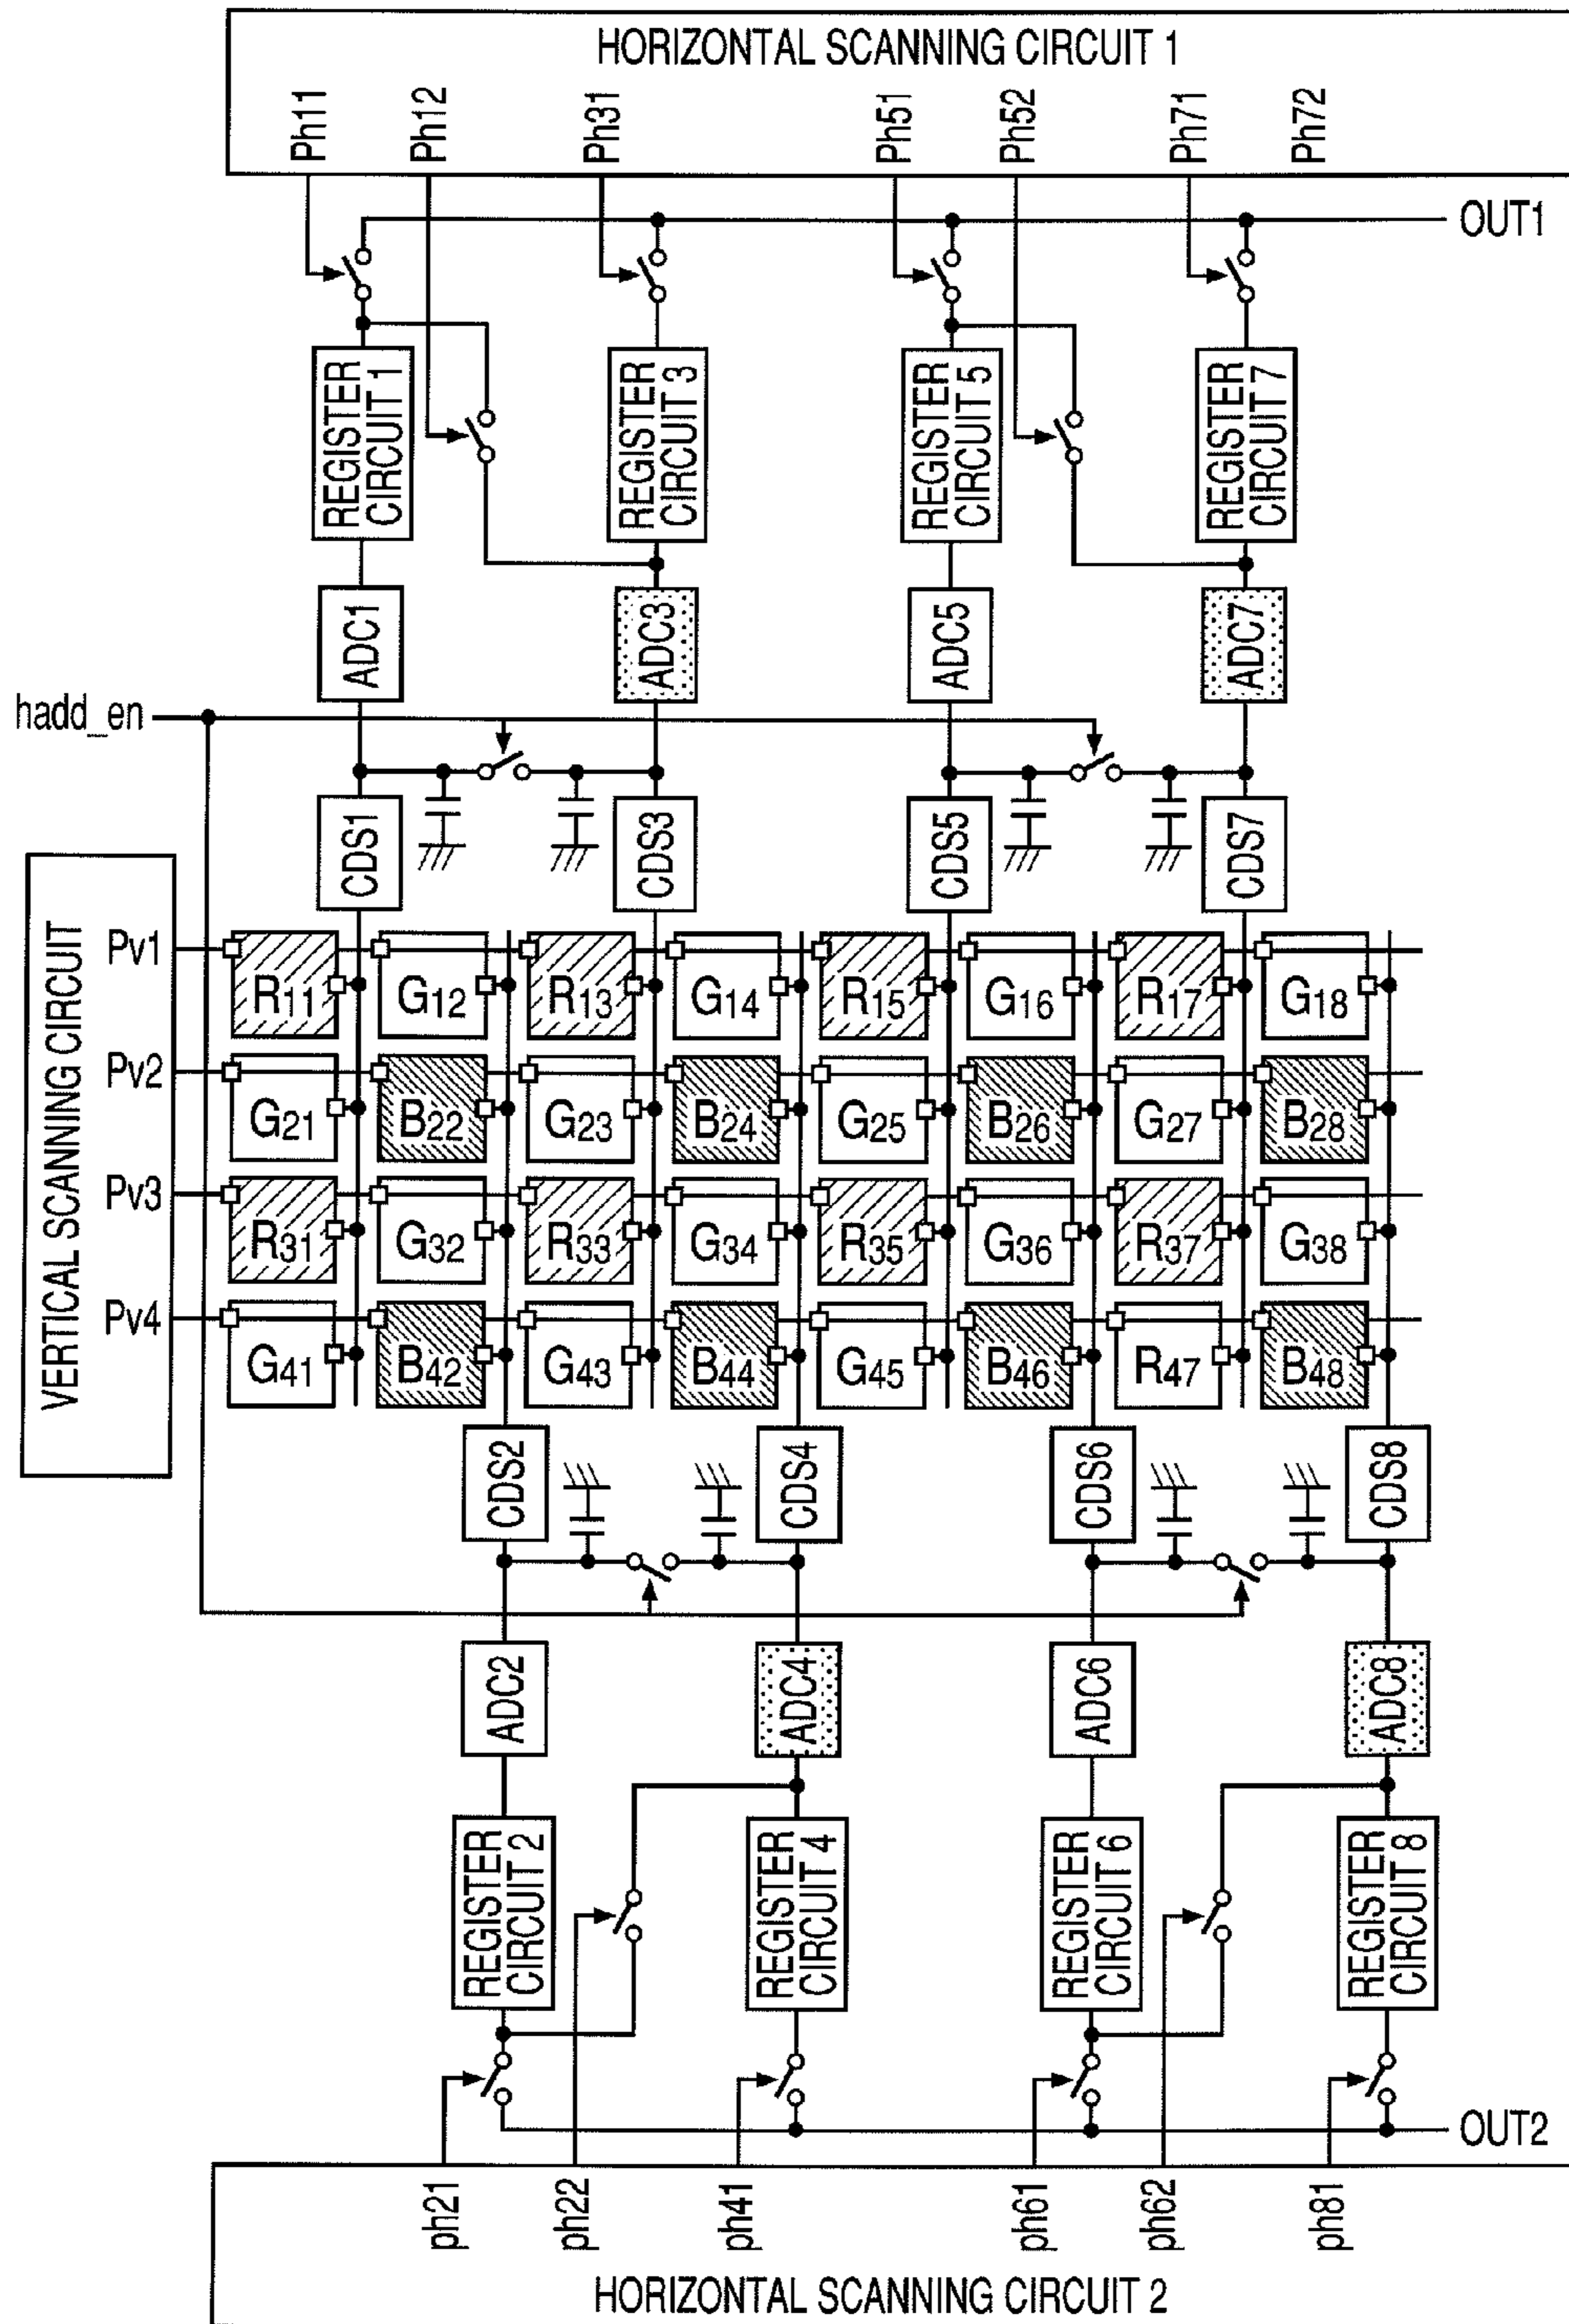 HORIZONTAL SCANNING CIRCUIT 1
Ph11
Ph12
Ph31
Ph51
Ph52
Ph71
Ph72
OUT1
REGISTER
CIRCUIT 1
REGISTER
CIRCUIT 3
REGISTER
CIRCUIT 5
REGISTER
CIRCUIT 7
ADC1
ADC3
ADC5
ADC7
hadd_en
CDS1
CDS3
CDS5
CDS7
VERTICAL SCANNING CIRCUIT
Pv1
R11 G12 R13 G14 R15 G16 R17 G18
Pv2
G21 B22 G23 B24 G25 B26 G27 B28
Pv3
R31 G32 R33 G34 R35 G36 R37 G38
Pv4
G41 B42 G43 B44 G45 B46 R47 B48
CDS2
CDS4
CDS6
CDS8
ADC2
ADC4
ADC6
ADC8
REGISTER
CIRCUIT 2
REGISTER
CIRCUIT 4
REGISTER
CIRCUIT 6
REGISTER
CIRCUIT 8
OUT2
ph21
ph22
ph41
ph61
ph62
ph81
HORIZONTAL SCANNING CIRCUIT 2